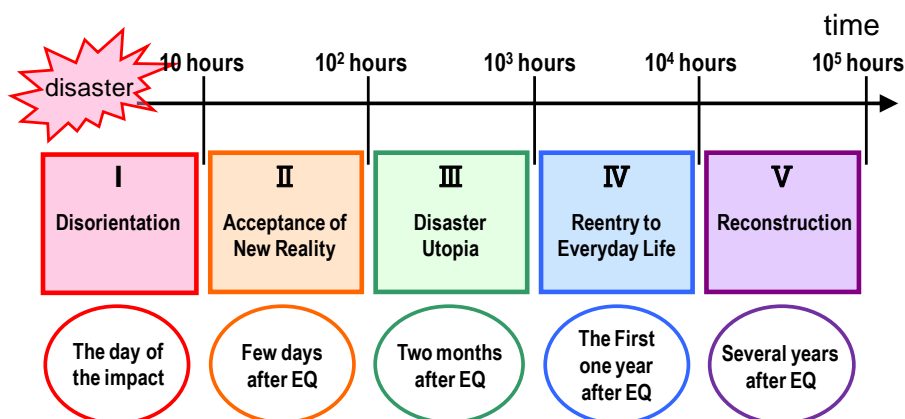 time
disaster
10 hours
10² hours
10³ hours
10⁴ hours
10⁵ hours
Ⅰ
Disorientation
Ⅱ
Acceptance of
New Reality
Ⅲ
Disaster
Utopia
Ⅳ
Reentry to
Everyday Life
Ⅴ
Reconstruction
The day of
the impact
Few days
after EQ
Two months
after EQ
The First
one year
after EQ
Several years
after EQ